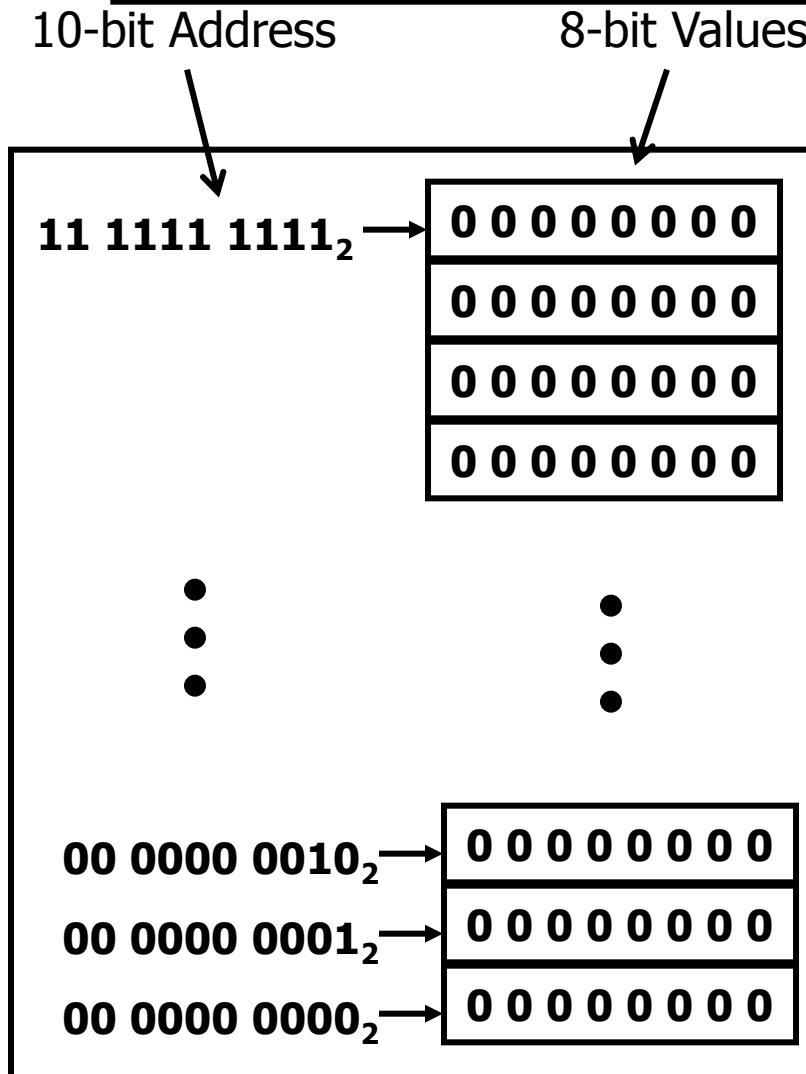 10-bit Address 8-bit Values
11 1111 1111₂ 0 0 0 0 0 0 0 0
0 0 0 0 0 0 0 0
0 0 0 0 0 0 0 0
0 0 0 0 0 0 0 0
00 0000 0010₂ 0 0 0 0 0 0 0 0
00 0000 0001₂ 0 0 0 0 0 0 0 0
00 0000 0000₂ 0 0 0 0 0 0 0 0